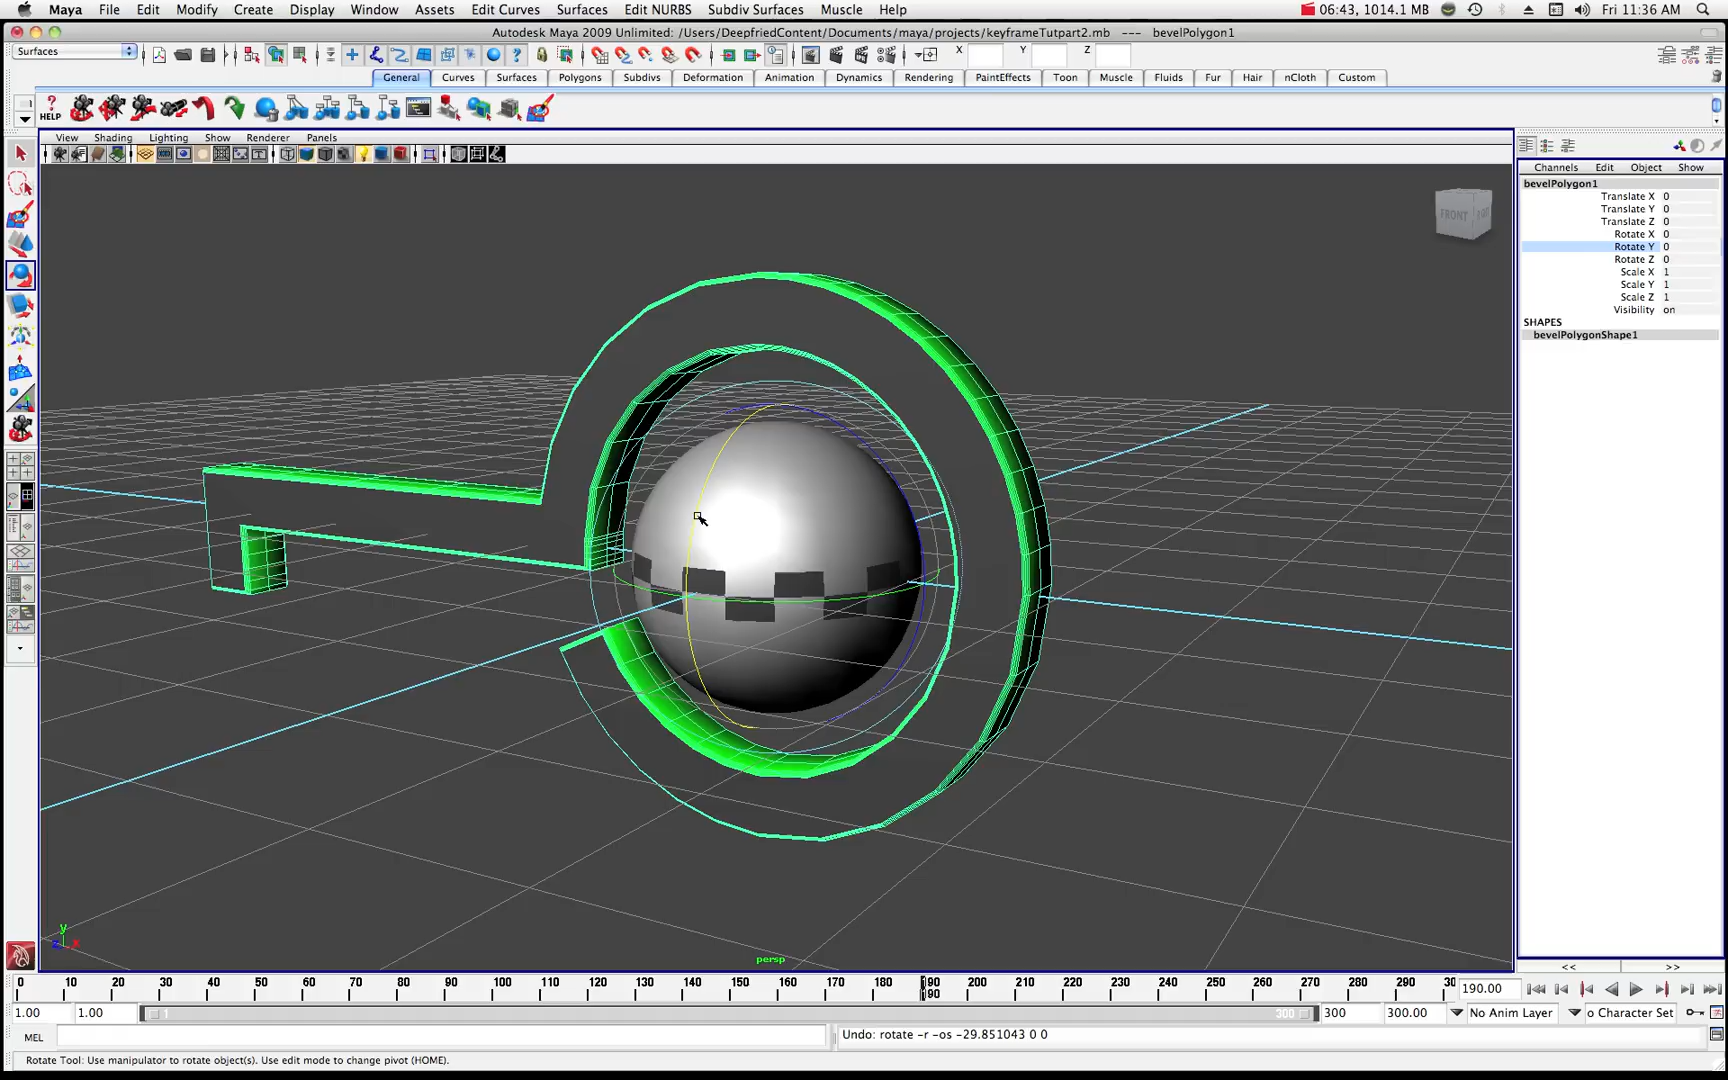 Maya File Edit Modify Create Display Window Assets Edit Curves Surfaces Edit NURBS Subdiv Surfaces Muscle Help 06:43, 1014.1 MB Fri 11:36 AM
Autodesk Maya 2009 Unlimited: /Users/DeepfriedContent/Documents/maya/projects/keyframeTutpart2.mb --- bevelPolygon1
Surfaces X Y Z
General Curves Surfaces Polygons Subdivs Deformation Animation Dynamics Rendering PaintEffects Toon Muscle Fluids Fur Hair nCloth Custom
HELP
View Shading Lighting Show Renderer Panels
Channels Edit Object Show
bevelPolygon1
Translate X 0
Translate Y 0
Translate Z 0
Rotate X 0
Rotate Y 0
Rotate Z 0
Scale X 1
Scale Y 1
Scale Z 1
Visibility on
SHAPES
bevelPolygonShape1
FRONT
y
z x
persp
<< >>
0 10 20 30 40 50 60 70 80 90 100 110 120 130 140 150 160 170 180 190 200 210 220 230 240 250 260 270 280 290 30 190.00
190
1.00 1.00 1 300 300 300.00 No Anim Layer o Character Set
MEL Undo: rotate -r -os -29.851043 0 0
Rotate Tool: Use manipulator to rotate object(s). Use edit mode to change pivot (HOME).